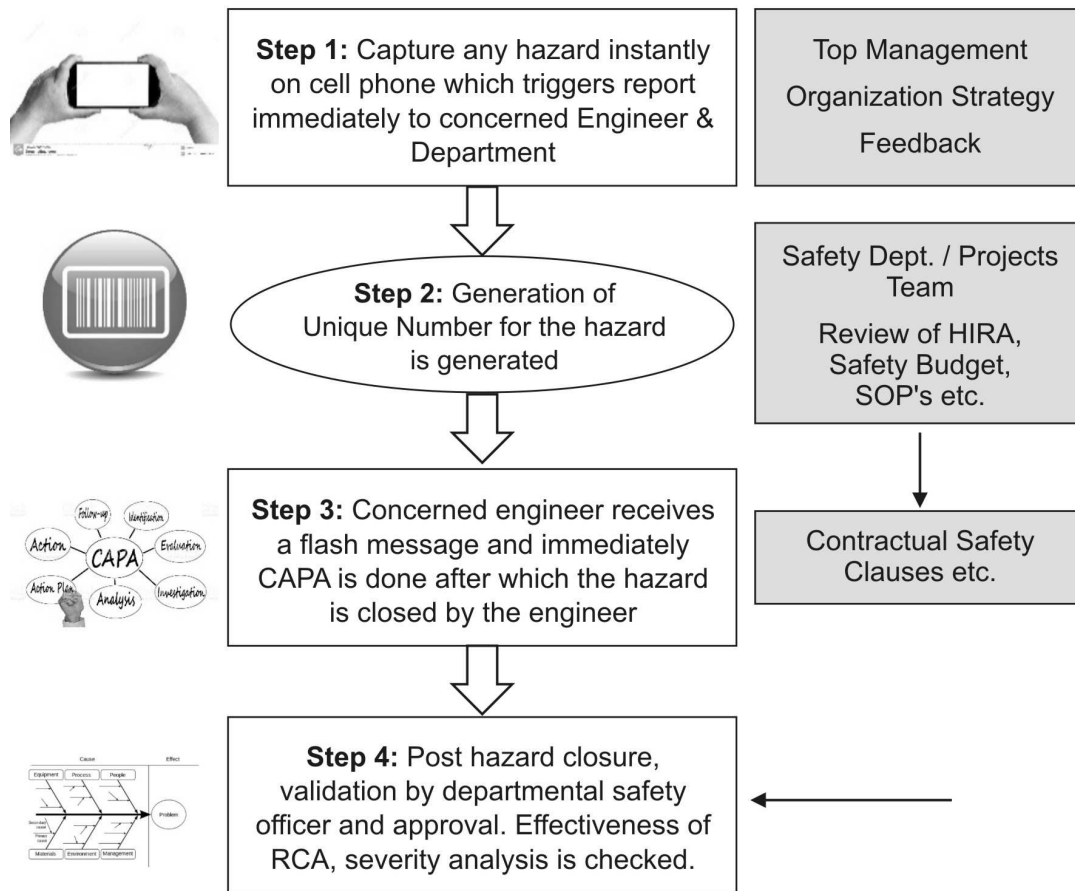 Step 1: Capture any hazard instantly
on cell phone which triggers report
immediately to concerned Engineer &
Department
Top Management
Organization Strategy
Feedback
Step 2: Generation of
Unique Number for the hazard
is generated
Safety Dept. / Projects
Team
Review of HIRA,
Safety Budget,
SOP's etc.
Follow-up
Identification
Action
CAPA
Evaluation
Action Plan
Analysis
Investigation
Step 3: Concerned engineer receives
a flash message and immediately
CAPA is done after which the hazard
is closed by the engineer
Contractual Safety
Clauses etc.
Cause
Effect
Equipment
Process
People
Problem
Secondary
cause
Primary
cause
Materials
Environment
Management
Step 4: Post hazard closure,
validation by departmental safety
officer and approval. Effectiveness of
RCA, severity analysis is checked.